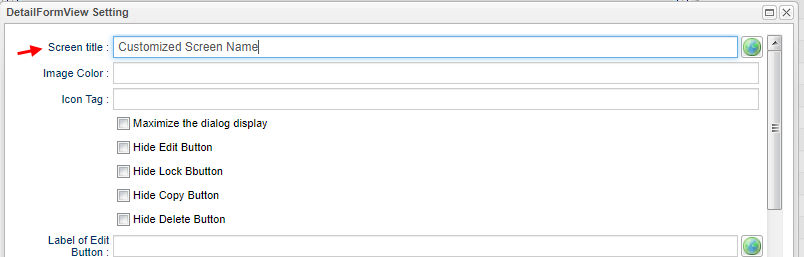 DetailFormView Setting
Screen title : Customized Screen Name
Image Color :
Icon Tag :
Maximize the dialog display
Hide Edit Button
Hide Lock Bbutton
Hide Copy Button
Hide Delete Button
Label of Edit
Button :